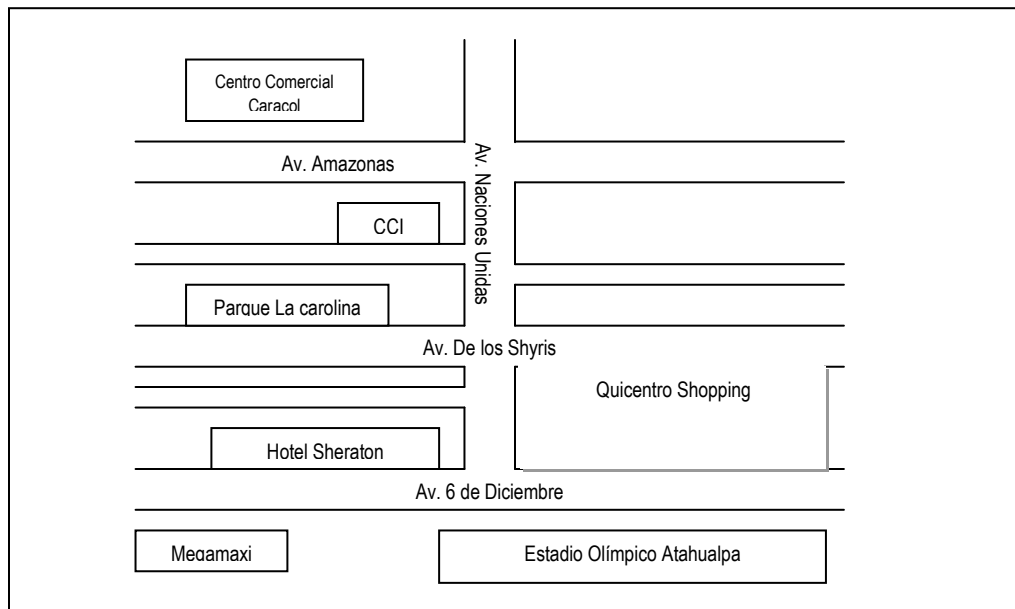 Centro Comercial
Caracol
Av. Amazonas
Av. Naciones Unidas
CCI
Parque La carolina
Av. De los Shyris
Quicentro Shopping
Hotel Sheraton
Av. 6 de Diciembre
Megamaxi
Estadio Olímpico Atahualpa